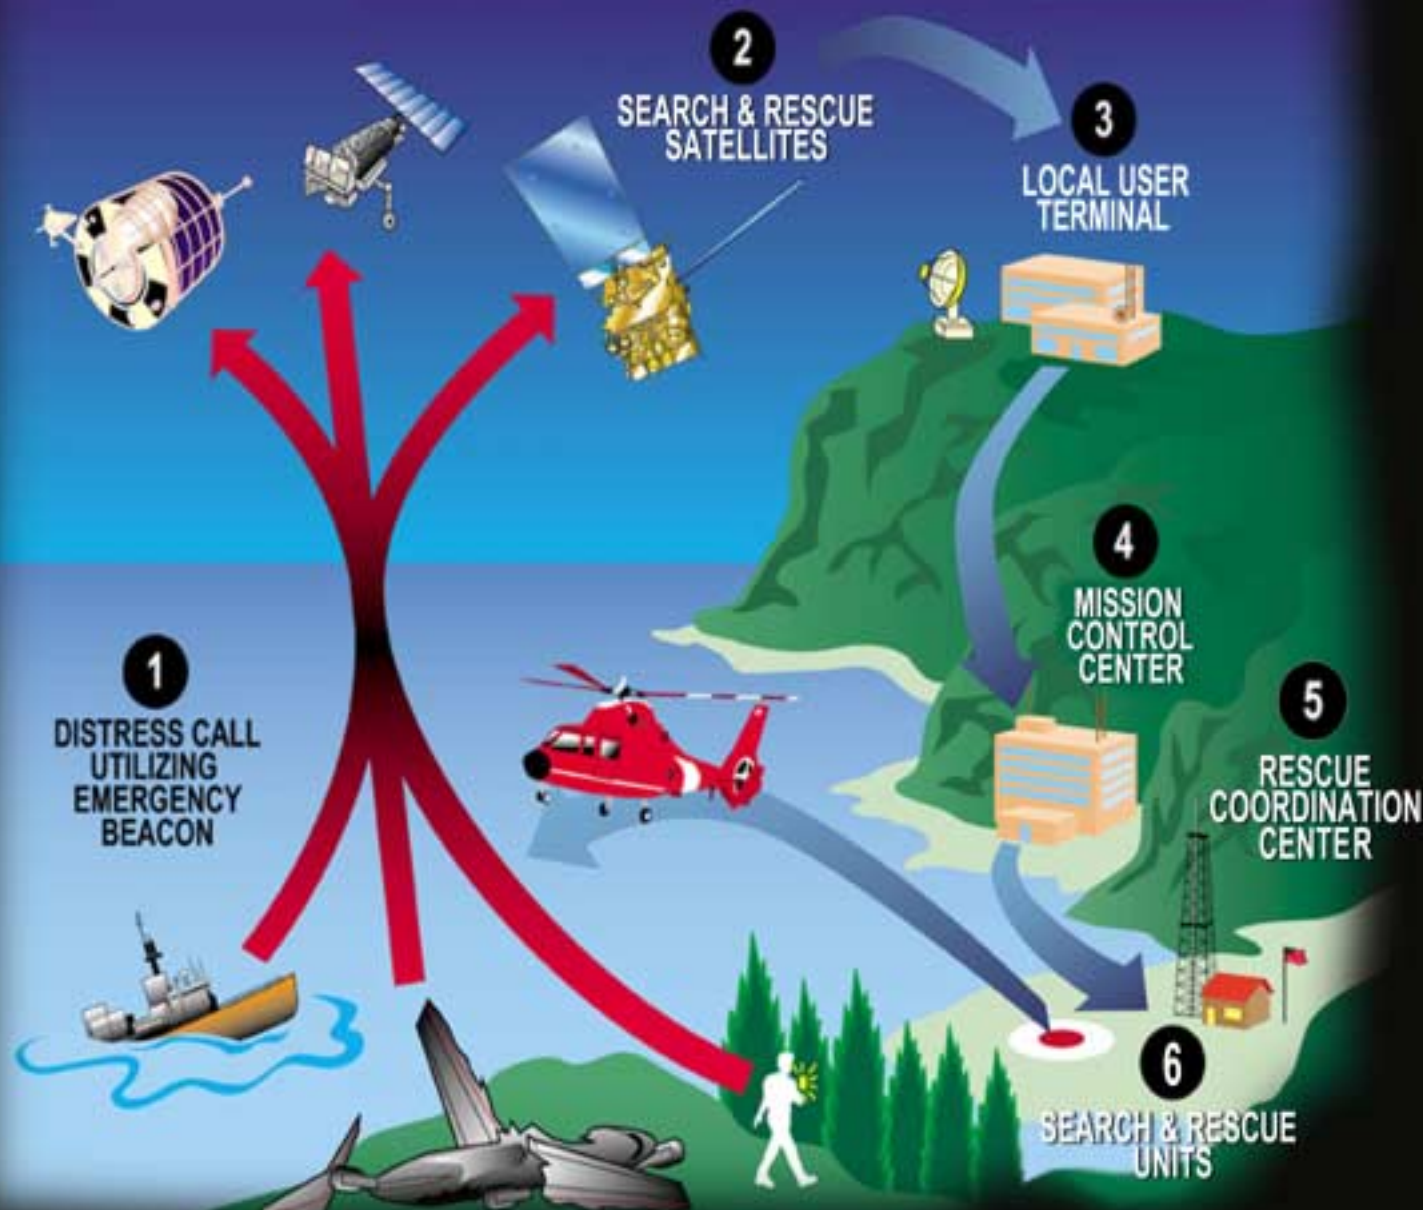 1
DISTRESS CALL
UTILIZING
EMERGENCY
BEACON
2
SEARCH & RESCUE
SATELLITES
3
LOCAL USER
TERMINAL
4
MISSION
CONTROL
CENTER
5
RESCUE
COORDINATION
CENTER
6
SEARCH & RESCUE
UNITS